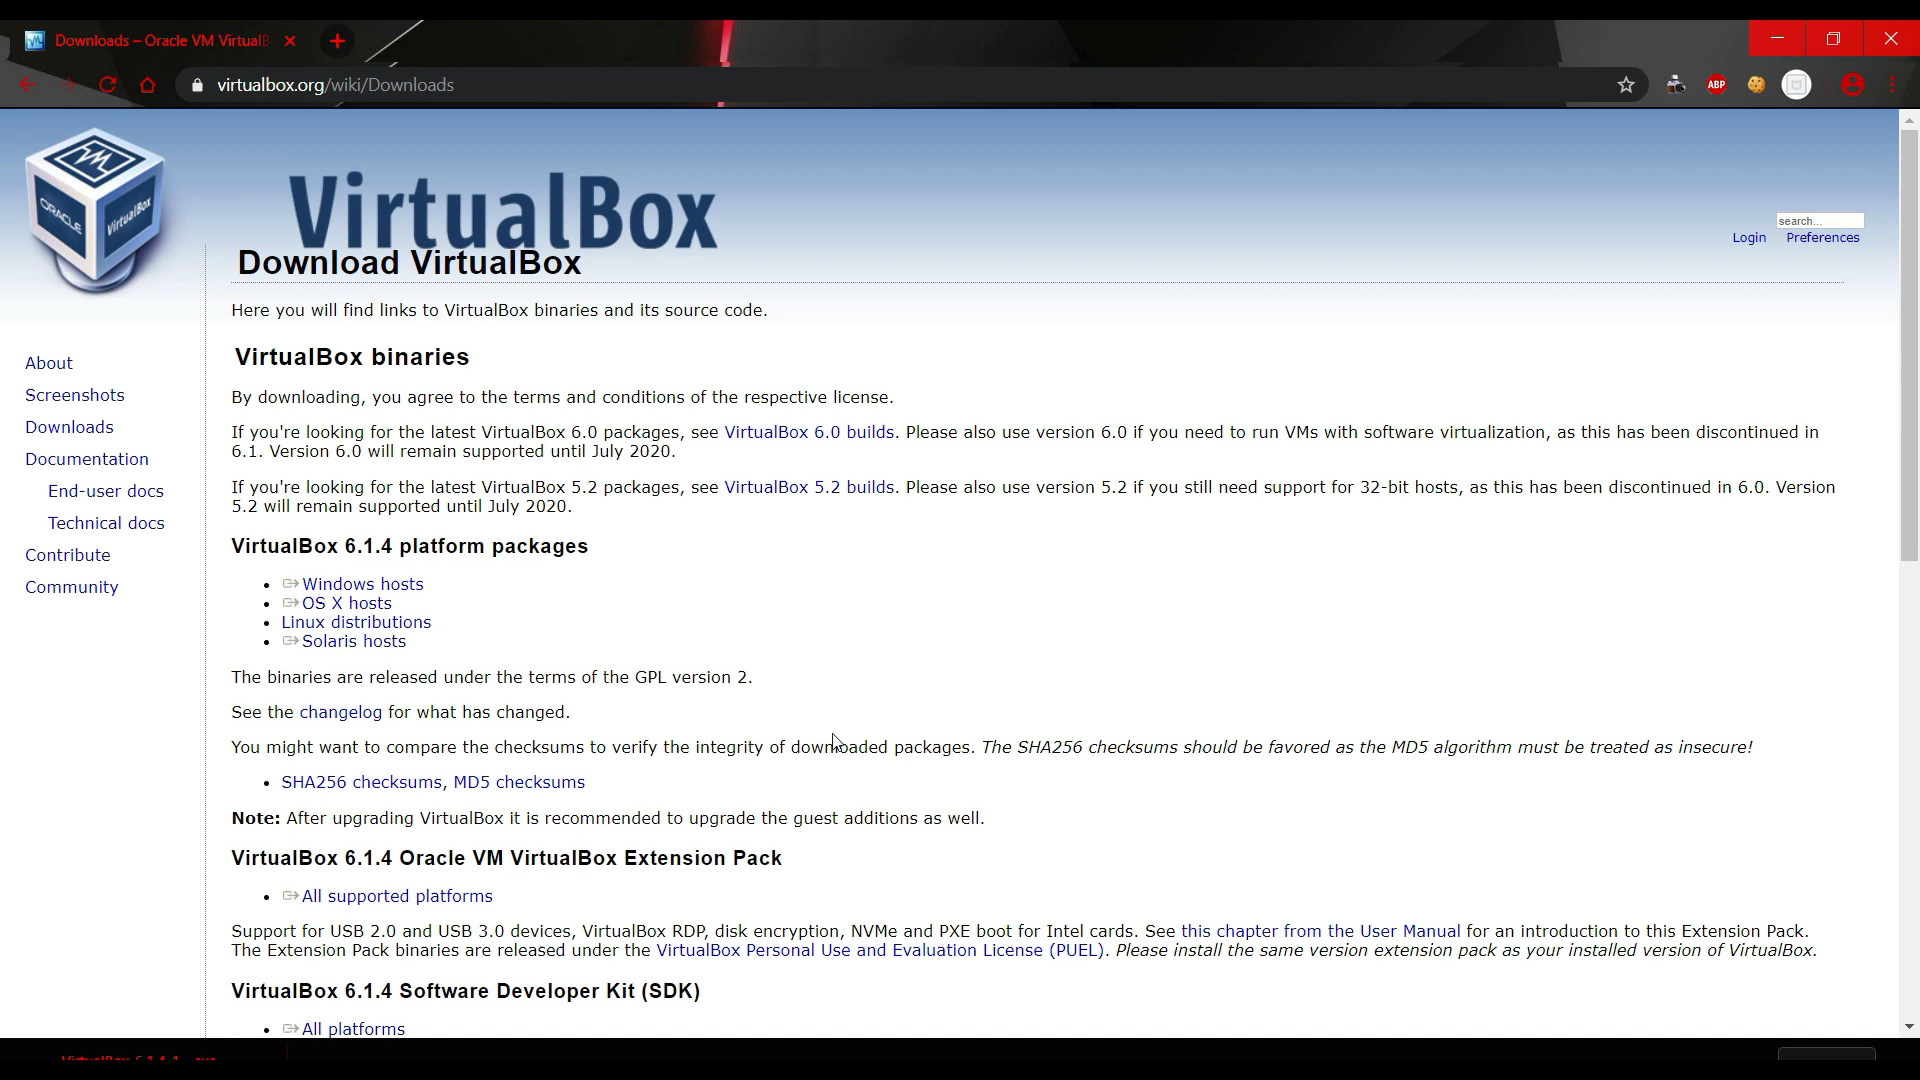 Downloads – Oracle VM VirtualB
virtualbox.org/wiki/Downloads
ABP
ORACLE
VirtualBox
VirtualBox
search...
Login Preferences
Download VirtualBox
Here you will find links to VirtualBox binaries and its source code.
About
Screenshots
Downloads
Documentation
End-user docs
Technical docs
Contribute
Community
VirtualBox binaries
By downloading, you agree to the terms and conditions of the respective license.
If you're looking for the latest VirtualBox 6.0 packages, see VirtualBox 6.0 builds. Please also use version 6.0 if you need to run VMs with software virtualization, as this has been discontinued in
6.1. Version 6.0 will remain supported until July 2020.
If you're looking for the latest VirtualBox 5.2 packages, see VirtualBox 5.2 builds. Please also use version 5.2 if you still need support for 32-bit hosts, as this has been discontinued in 6.0. Version
5.2 will remain supported until July 2020.
VirtualBox 6.1.4 platform packages
Windows hosts
OS X hosts
Linux distributions
Solaris hosts
The binaries are released under the terms of the GPL version 2.
See the changelog for what has changed.
You might want to compare the checksums to verify the integrity of downloaded packages. The SHA256 checksums should be favored as the MD5 algorithm must be treated as insecure!
SHA256 checksums, MD5 checksums
Note: After upgrading VirtualBox it is recommended to upgrade the guest additions as well.
VirtualBox 6.1.4 Oracle VM VirtualBox Extension Pack
All supported platforms
Support for USB 2.0 and USB 3.0 devices, VirtualBox RDP, disk encryption, NVMe and PXE boot for Intel cards. See this chapter from the User Manual for an introduction to this Extension Pack.
The Extension Pack binaries are released under the VirtualBox Personal Use and Evaluation License (PUEL). Please install the same version extension pack as your installed version of VirtualBox.
VirtualBox 6.1.4 Software Developer Kit (SDK)
All platforms